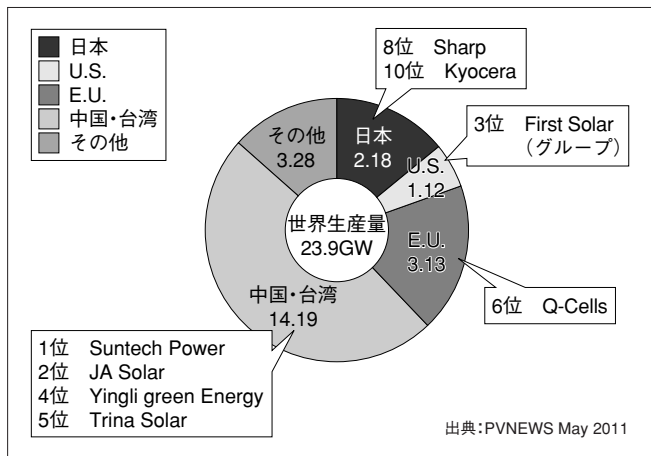 日本
U.S.
E.U.
中国・台湾
その他
8位 Sharp
10位 Kyocera
3位 First Solar
（グループ）
6位 Q-Cells
1位 Suntech Power
2位 JA Solar
4位 Yingli green Energy
5位 Trina Solar
その他
3.28
日本
2.18
U.S.
1.12
E.U.
3.13
中国・台湾
14.19
世界生産量
23.9GW
出典：PVNEWS May 2011